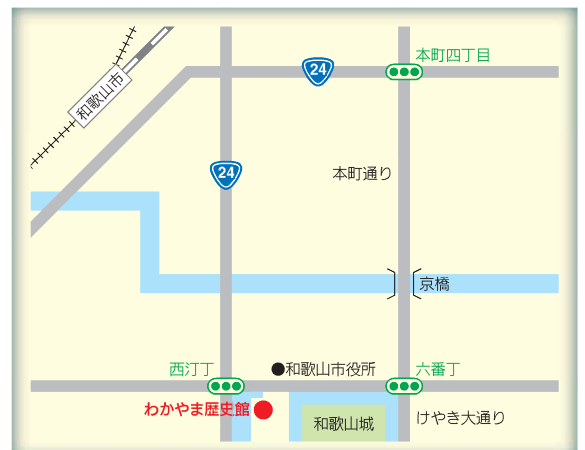 本町四丁目
24
和歌山市
24
本町通り
京橋
西汀丁
●和歌山市役所
六番丁
わかやま歴史館
和歌山城
けやき大通り